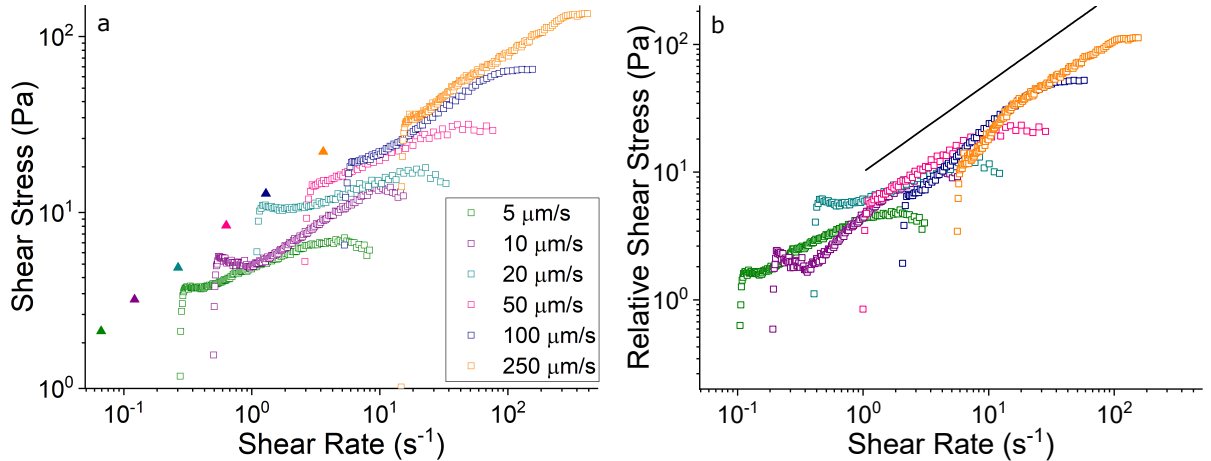 a
Shear Stress (Pa)
10²
10¹
10⁰
10⁻¹ 10⁰ 10¹ 10²
Shear Rate (s⁻¹)
5 μm/s
10 μm/s
20 μm/s
50 μm/s
100 μm/s
250 μm/s
b
Relative Shear Stress (Pa)
10²
10¹
10⁰
10⁻¹ 10⁰ 10¹ 10²
Shear Rate (s⁻¹)